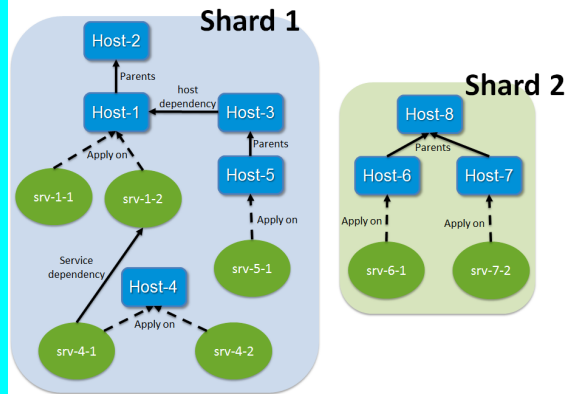 Shard 1
Host-2
Parents
host
dependency
Host-1
Host-3
Apply on
Parents
Host-5
srv-1-1
srv-1-2
Apply on
Service
dependency
srv-5-1
Host-4
Apply on
srv-4-1
srv-4-2
Shard 2
Host-8
Parents
Host-6
Host-7
Apply on
Apply on
srv-6-1
srv-7-2